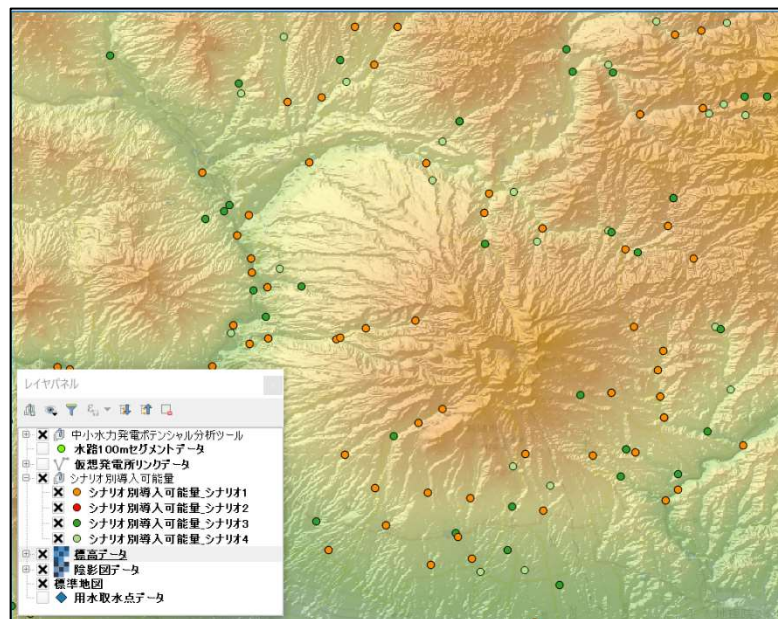 レイヤパネル
中小水力発電ポテンシャル分析ツール
水路100mセグメントデータ
仮想発電所リンクデータ
シナリオ別導入可能量
シナリオ別導入可能量_シナリオ1
シナリオ別導入可能量_シナリオ2
シナリオ別導入可能量_シナリオ3
シナリオ別導入可能量_シナリオ4
標高データ
陰影図データ
標準地図
用水取水点データ